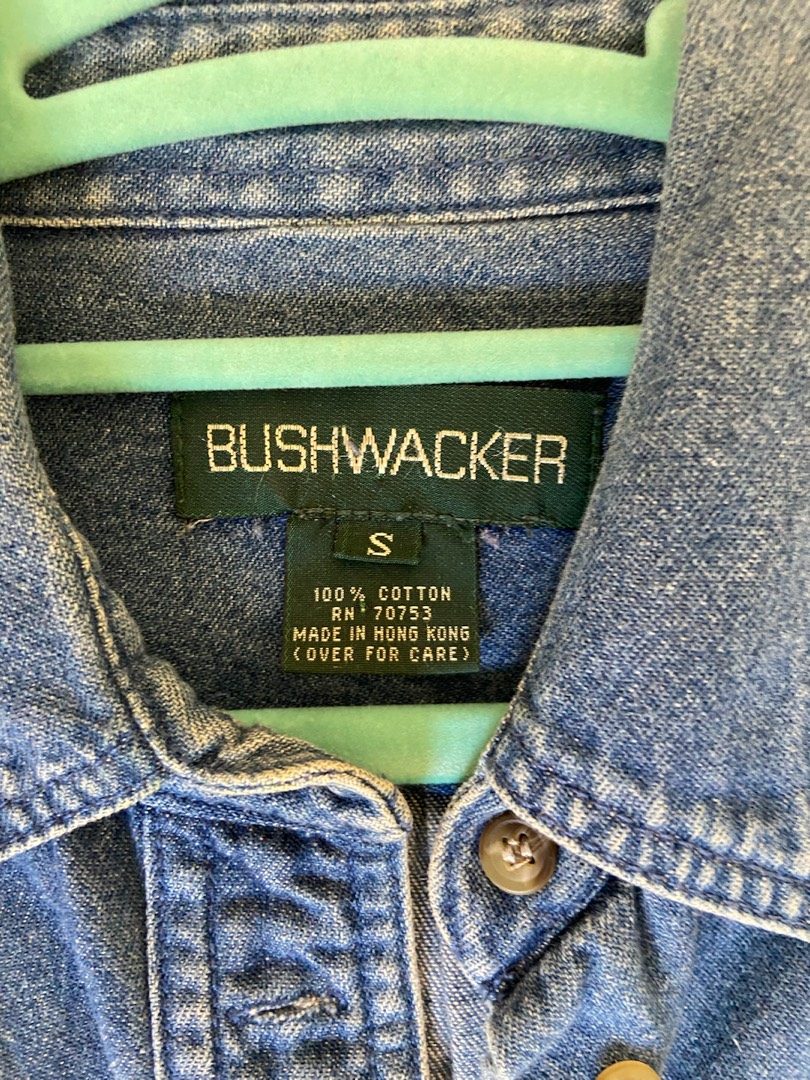 BUSHWACKER
S
100% COTTON
RN 70753
MADE IN HONG KONG
(OVER FOR CARE)